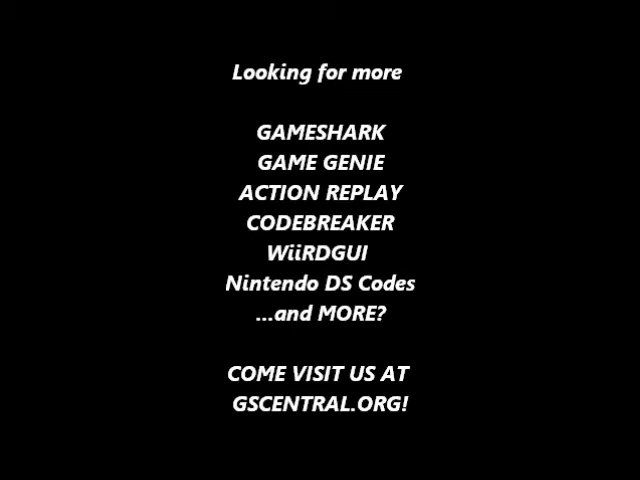 Looking for more
GAMESHARK
GAME GENIE
ACTION REPLAY
CODEBREAKER
WiiRDGUI
Nintendo DS Codes
...and MORE?
COME VISIT US AT
GSCENTRAL.ORG!